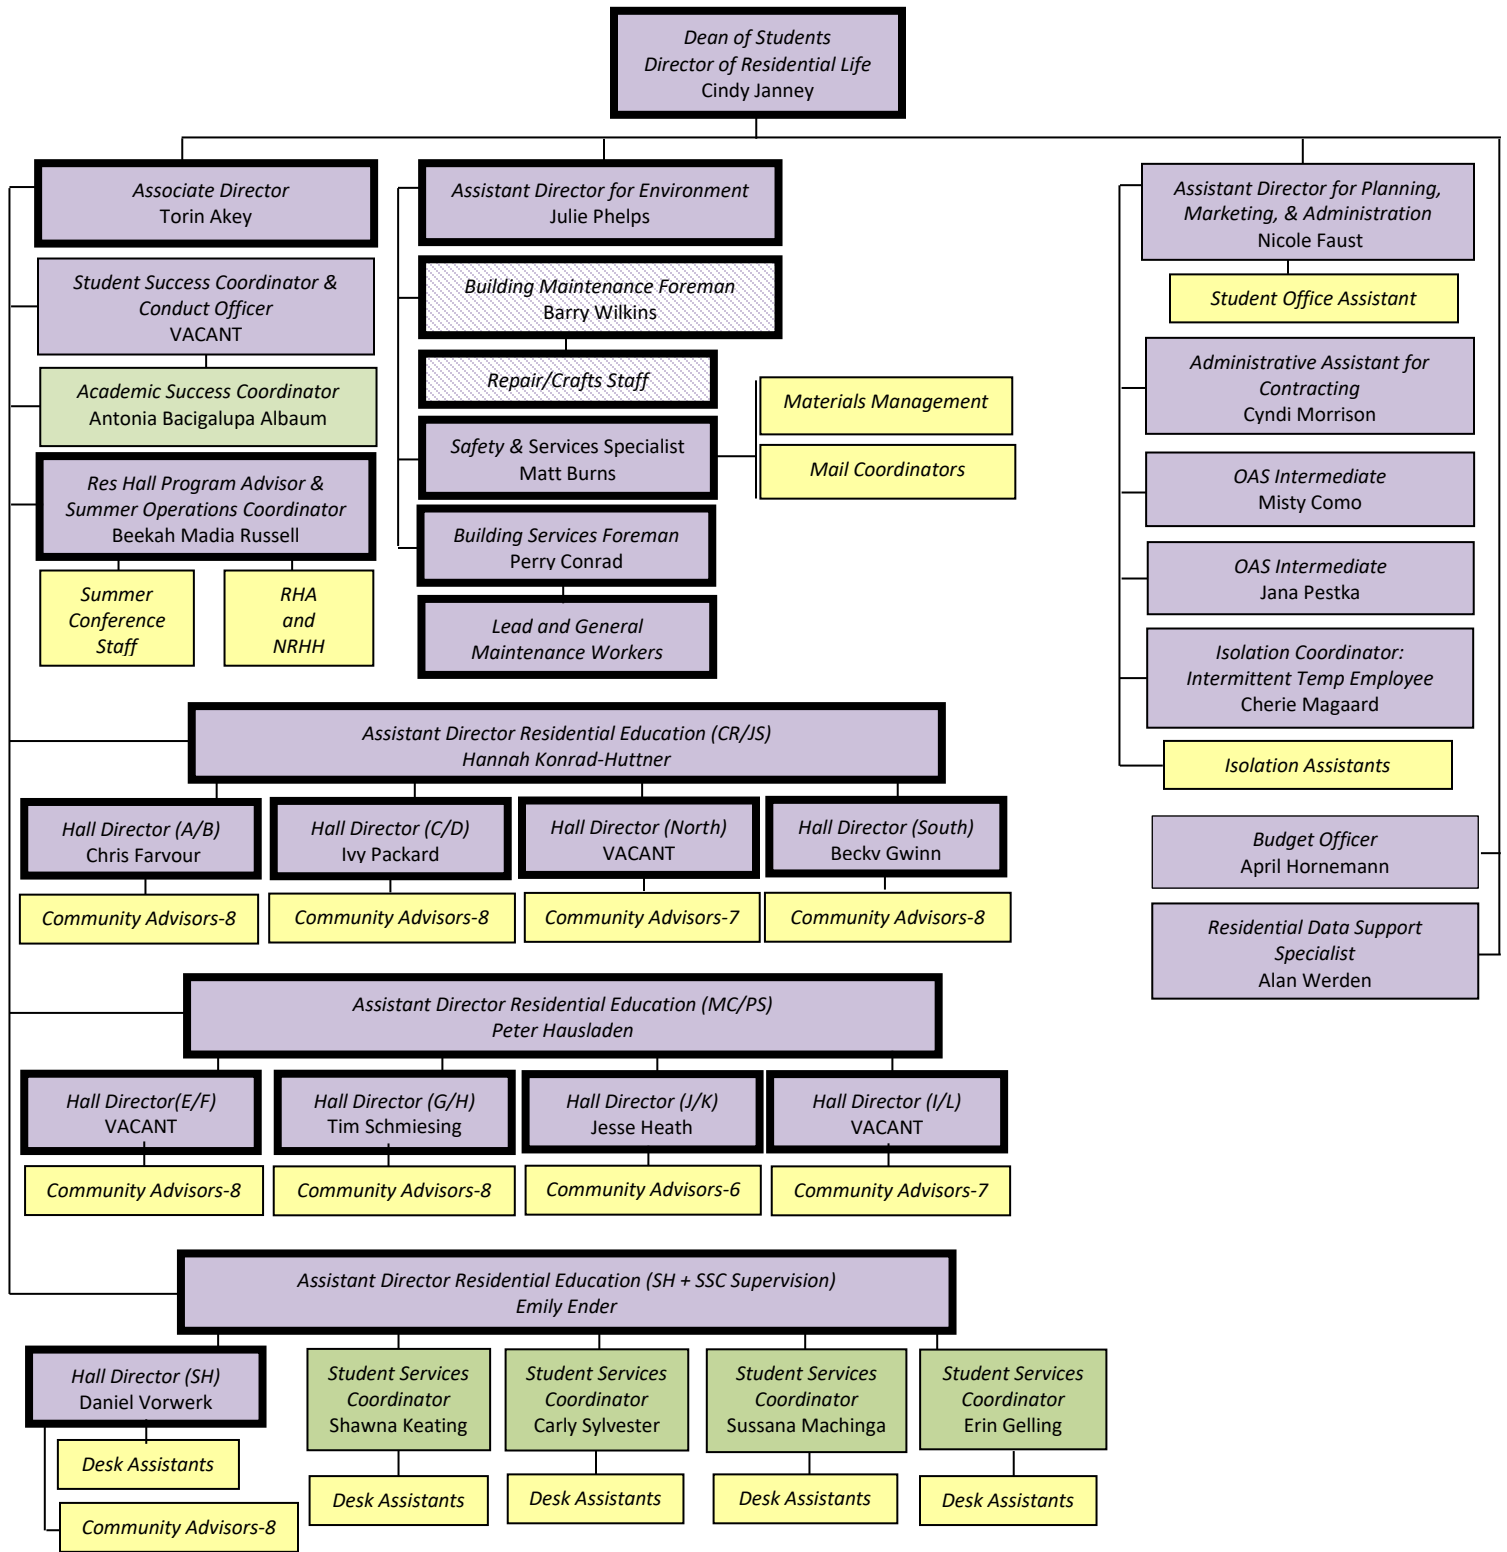 Dean of Students
Director of Residential Life
Cindy Janney
Associate Director
Torin Akey
Student Success Coordinator &
Conduct Officer
VACANT
Academic Success Coordinator
Antonia Bacigalupa Albaum
Res Hall Program Advisor &
Summer Operations Coordinator
Beekah Madia Russell
Summer
Conference
Staff
RHA
and
NRHH
Assistant Director for Environment
Julie Phelps
Building Maintenance Foreman
Barry Wilkins
Repair/Crafts Staff
Safety & Services Specialist
Matt Burns
Materials Management
Mail Coordinators
Building Services Foreman
Perry Conrad
Lead and General
Maintenance Workers
Assistant Director for Planning,
Marketing, & Administration
Nicole Faust
Student Office Assistant
Administrative Assistant for
Contracting
Cyndi Morrison
OAS Intermediate
Misty Como
OAS Intermediate
Jana Pestka
Isolation Coordinator:
Intermittent Temp Employee
Cherie Magaard
Isolation Assistants
Budget Officer
April Hornemann
Residential Data Support
Specialist
Alan Werden
Assistant Director Residential Education (CR/JS)
Hannah Konrad-Huttner
Hall Director (A/B)
Chris Farvour
Hall Director (C/D)
Ivy Packard
Hall Director (North)
VACANT
Hall Director (South)
Becky Gwinn
Community Advisors-8
Community Advisors-8
Community Advisors-7
Community Advisors-8
Assistant Director Residential Education (MC/PS)
Peter Hausladen
Hall Director(E/F)
VACANT
Hall Director (G/H)
Tim Schmiesing
Hall Director (J/K)
Jesse Heath
Hall Director (I/L)
VACANT
Community Advisors-8
Community Advisors-8
Community Advisors-6
Community Advisors-7
Assistant Director Residential Education (SH + SSC Supervision)
Emily Ender
Hall Director (SH)
Daniel Vorwerk
Desk Assistants
Community Advisors-8
Student Services
Coordinator
Shawna Keating
Desk Assistants
Student Services
Coordinator
Carly Sylvester
Desk Assistants
Student Services
Coordinator
Sussana Machinga
Desk Assistants
Student Services
Coordinator
Erin Gelling
Desk Assistants